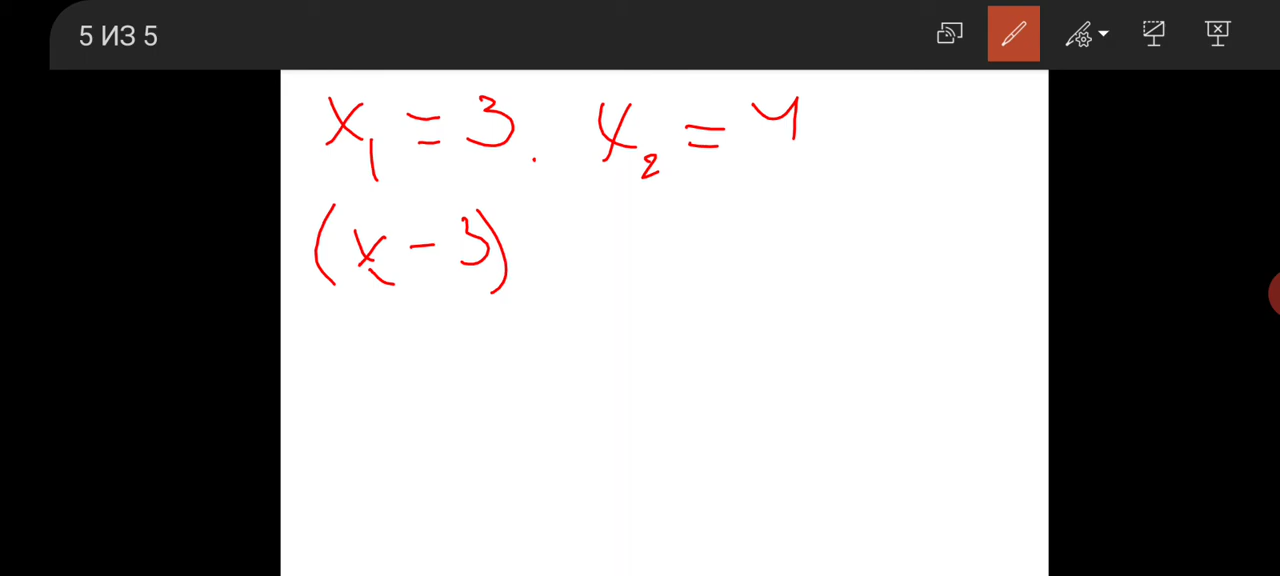 5 ИЗ 5
x₁ = 3. x₂ = 4
(x - 3)